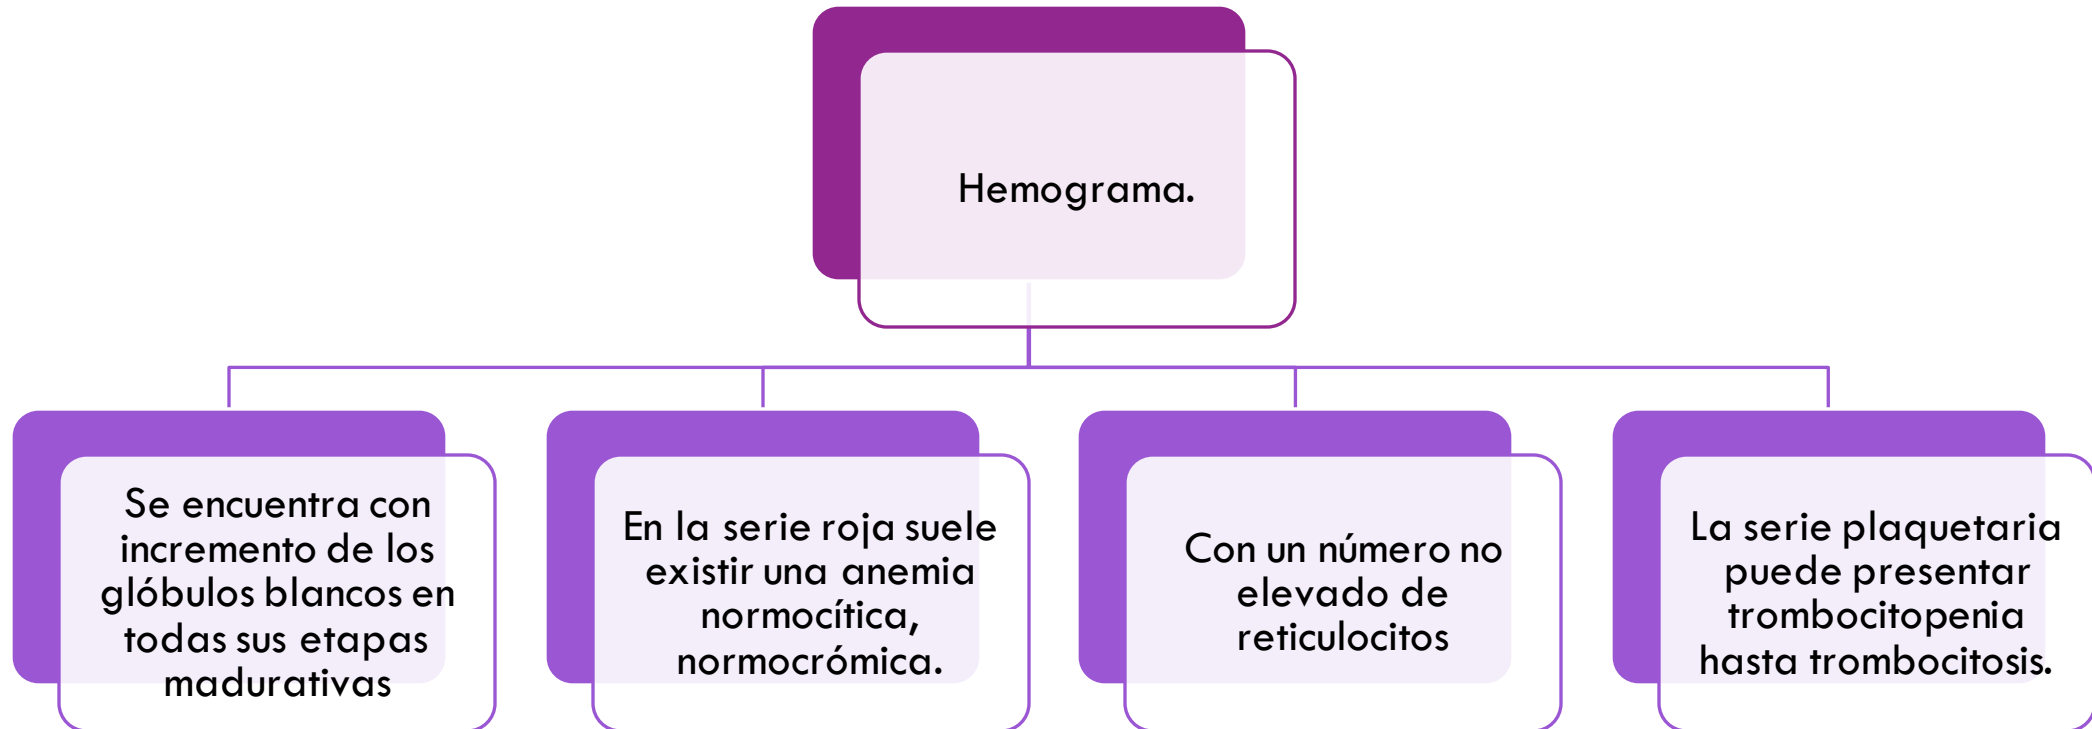 Hemograma.
Se encuentra con
incremento de los
glóbulos blancos en
todas sus etapas
madurativas
En la serie roja suele
existir una anemia
normocítica,
normocrómica.
Con un número no
elevado de
reticulocitos
La serie plaquetaria
puede presentar
trombocitopenia
hasta trombocitosis.